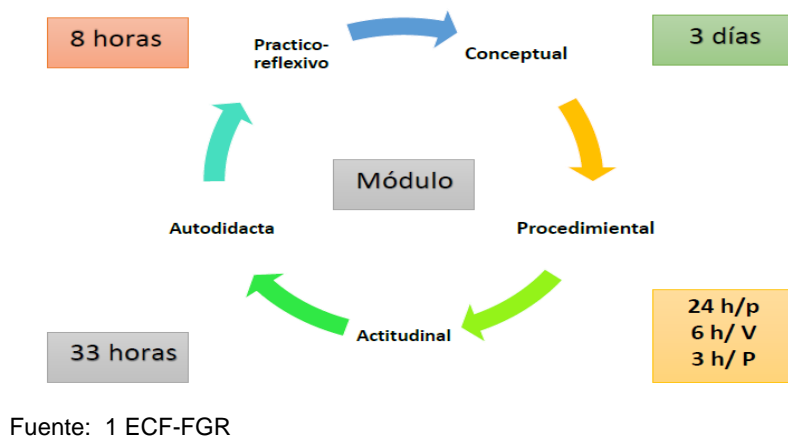 8 horas
Practico-
reflexivo
Conceptual
3 días
Módulo
Autodidacta
Procedimiental
Actitudinal
33 horas
24 h/p
6 h/ V
3 h/ P
Fuente:  1 ECF-FGR